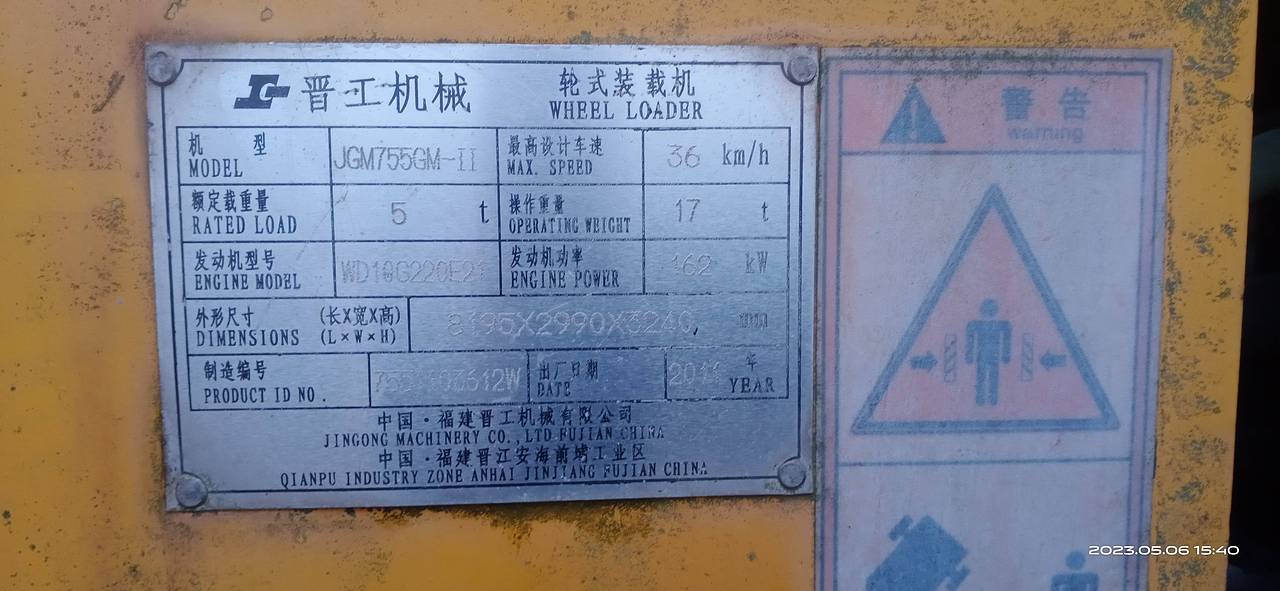 晋工机械
轮式装载机
WHEEL LOADER
机 型
MODEL
JGM755GM-II
最高设计车速
MAX. SPEED
36 km/h
额定载重量
RATED LOAD
5 t
操作重量
OPERATING WEIGHT
17 t
发动机型号
ENGINE MODEL
WD10G220E21
发动机功率
ENGINE POWER
162 kW
外形尺寸 (长X宽X高)
DIMENSIONS (L×W×H)
8195X2990X3240, mm
制造编号
PRODUCT ID NO.
出厂日期
DATE
年
YEAR
中国·福建晋工机械有限公司
JINGONG MACHINERY CO.,LTD FUJIAN CHINA
中国·福建晋江安海前埔工业区
QIANPU INDUSTRY ZONE ANHAI JINJIANG FUJIAN CHINA
警告
warning
2023.05.06 15:40